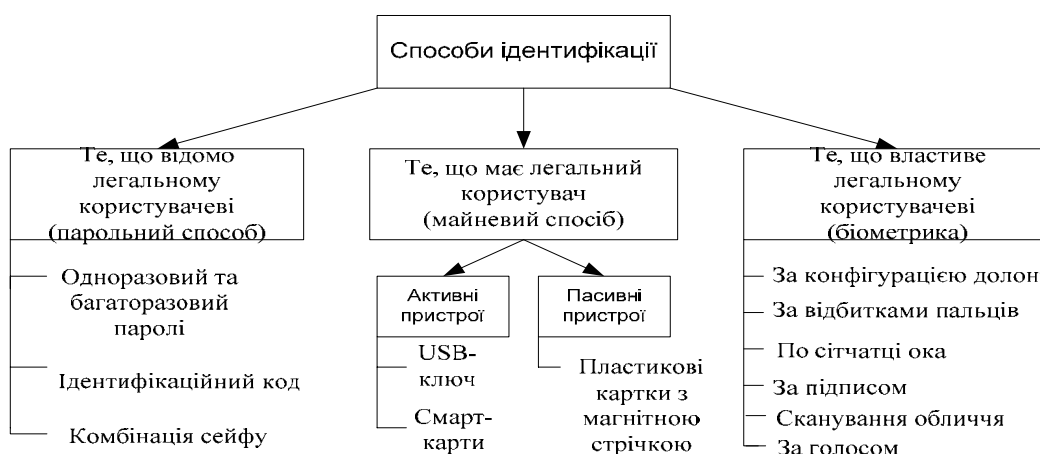 Способи ідентифікації
Те, що відомо
легальному
користувачеві
(парольний способ)
Одноразовий та
багаторазовий
паролі
Ідентифікаційний код
Комбінація сейфу
Те, що має легальний
користувач
(майневий спосіб)
Активні
пристрої
USB-
ключ
Смарт-
карти
Пасивні
пристрої
Пластикові
картки з
магнітною
стрічкою
Те, що властиве
легальному
користувачеві
(біометрика)
За конфігурацією долон
За відбитками пальців
По сітчатці ока
За підписом
Сканування обличчя
За голосом